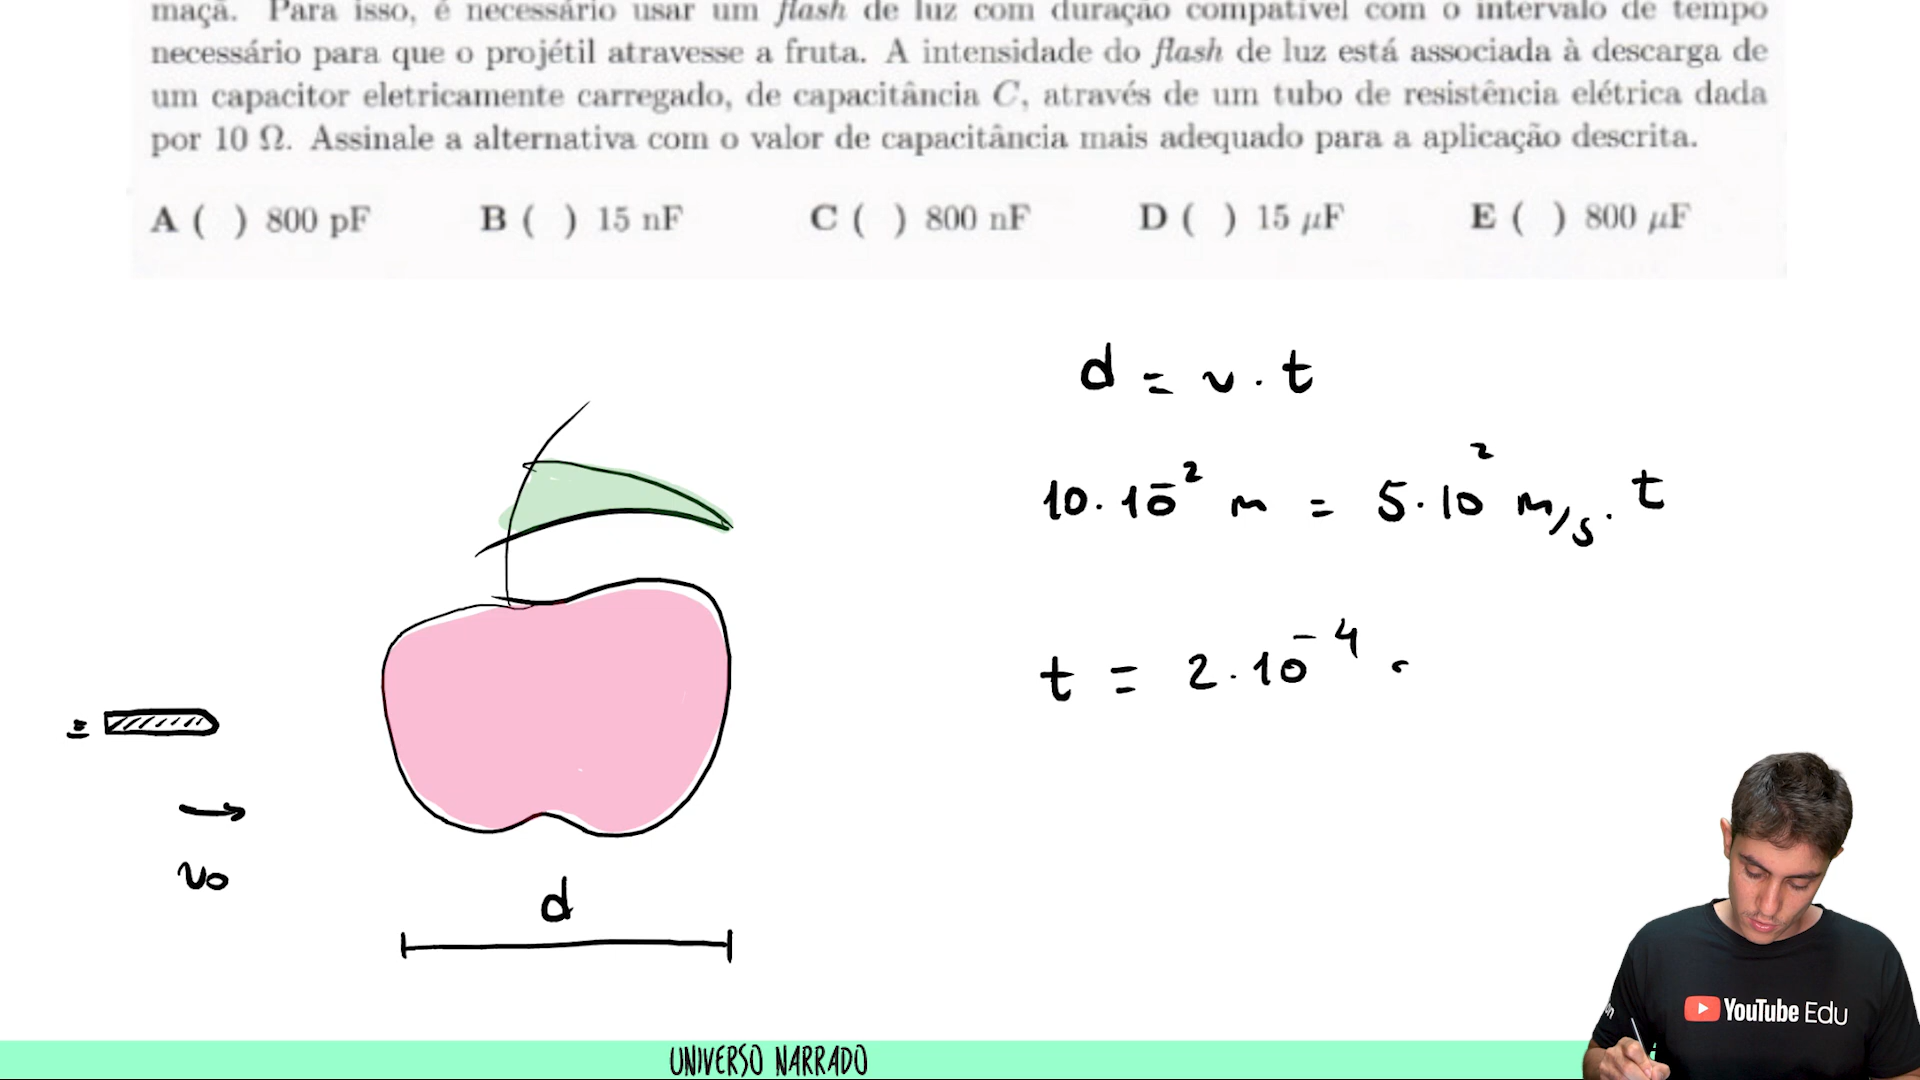 maçã. Para isso, é necessário usar um flash de luz com duração compatível com o intervalo de tempo
necessário para que o projétil atravesse a fruta. A intensidade do flash de luz está associada à descarga de
um capacitor eletricamente carregado, de capacitância C, através de um tubo de resistência elétrica dada
por 10 Ω. Assinale a alternativa com o valor de capacitância mais adequado para a aplicação descrita.
A ( ) 800 pF B ( ) 15 nF C ( ) 800 nF D ( ) 15 μF E ( ) 800 μF
d = v · t
10 · 10⁻² m = 5 · 10² m/s · t
t = 2 · 10⁻⁴
v₀
d
YouTube Edu
UNIVERSO NARRADO